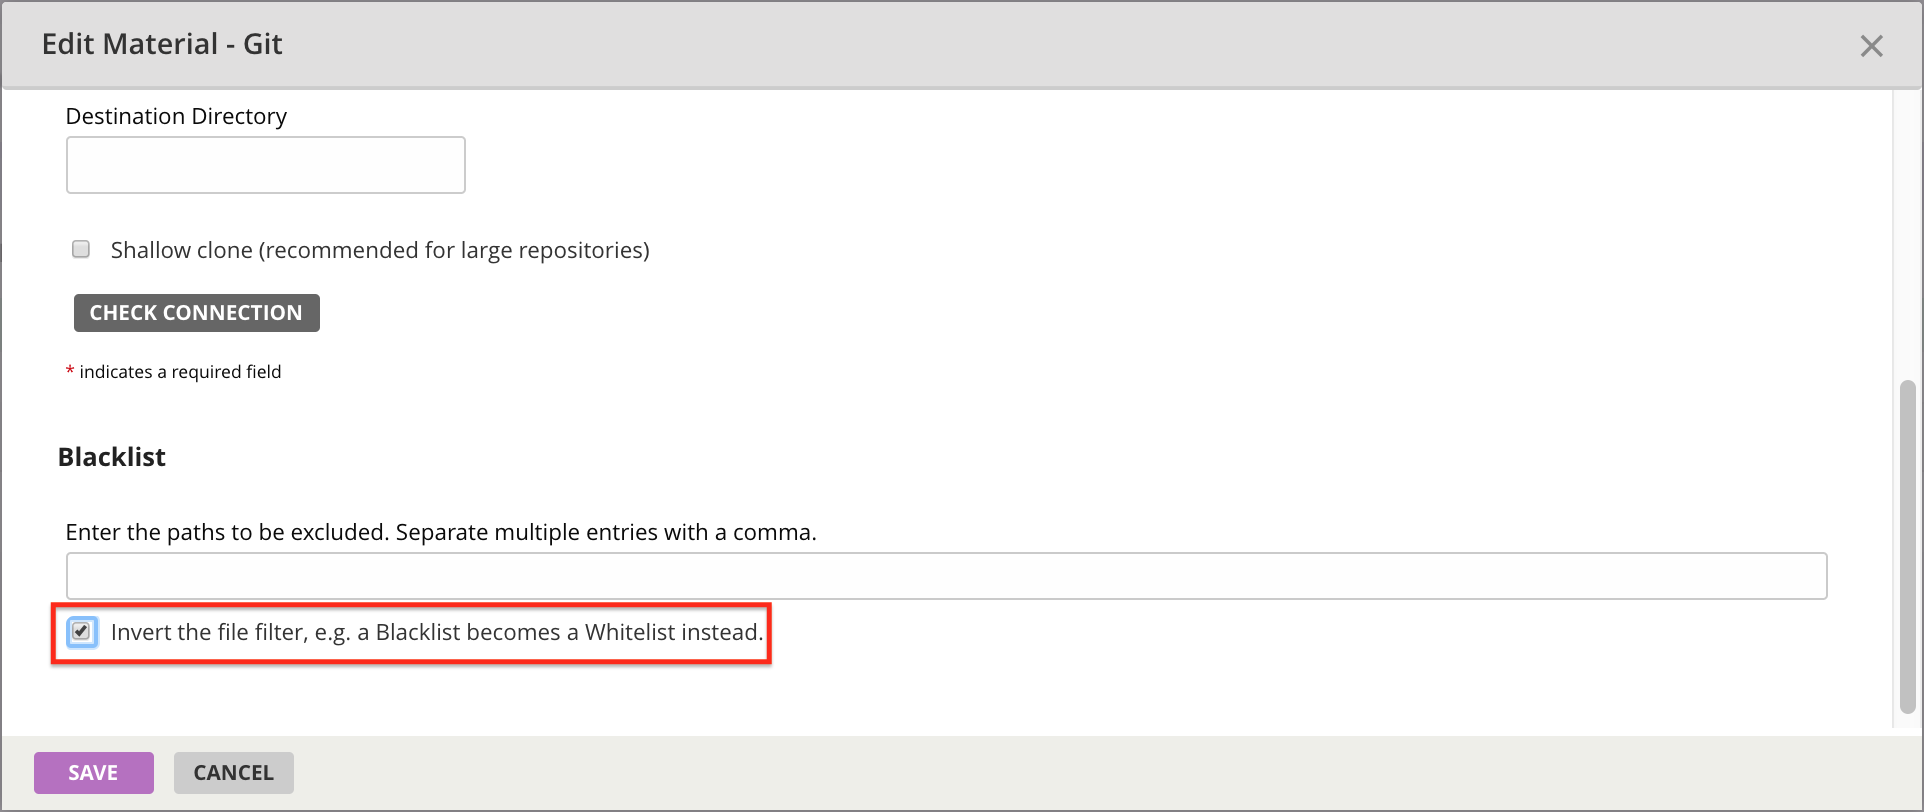 Edit Material - Git
Destination Directory
Shallow clone (recommended for large repositories)
CHECK CONNECTION
* indicates a required field
Blacklist
Enter the paths to be excluded. Separate multiple entries with a comma.
Invert the file filter, e.g. a Blacklist becomes a Whitelist instead.
SAVE CANCEL